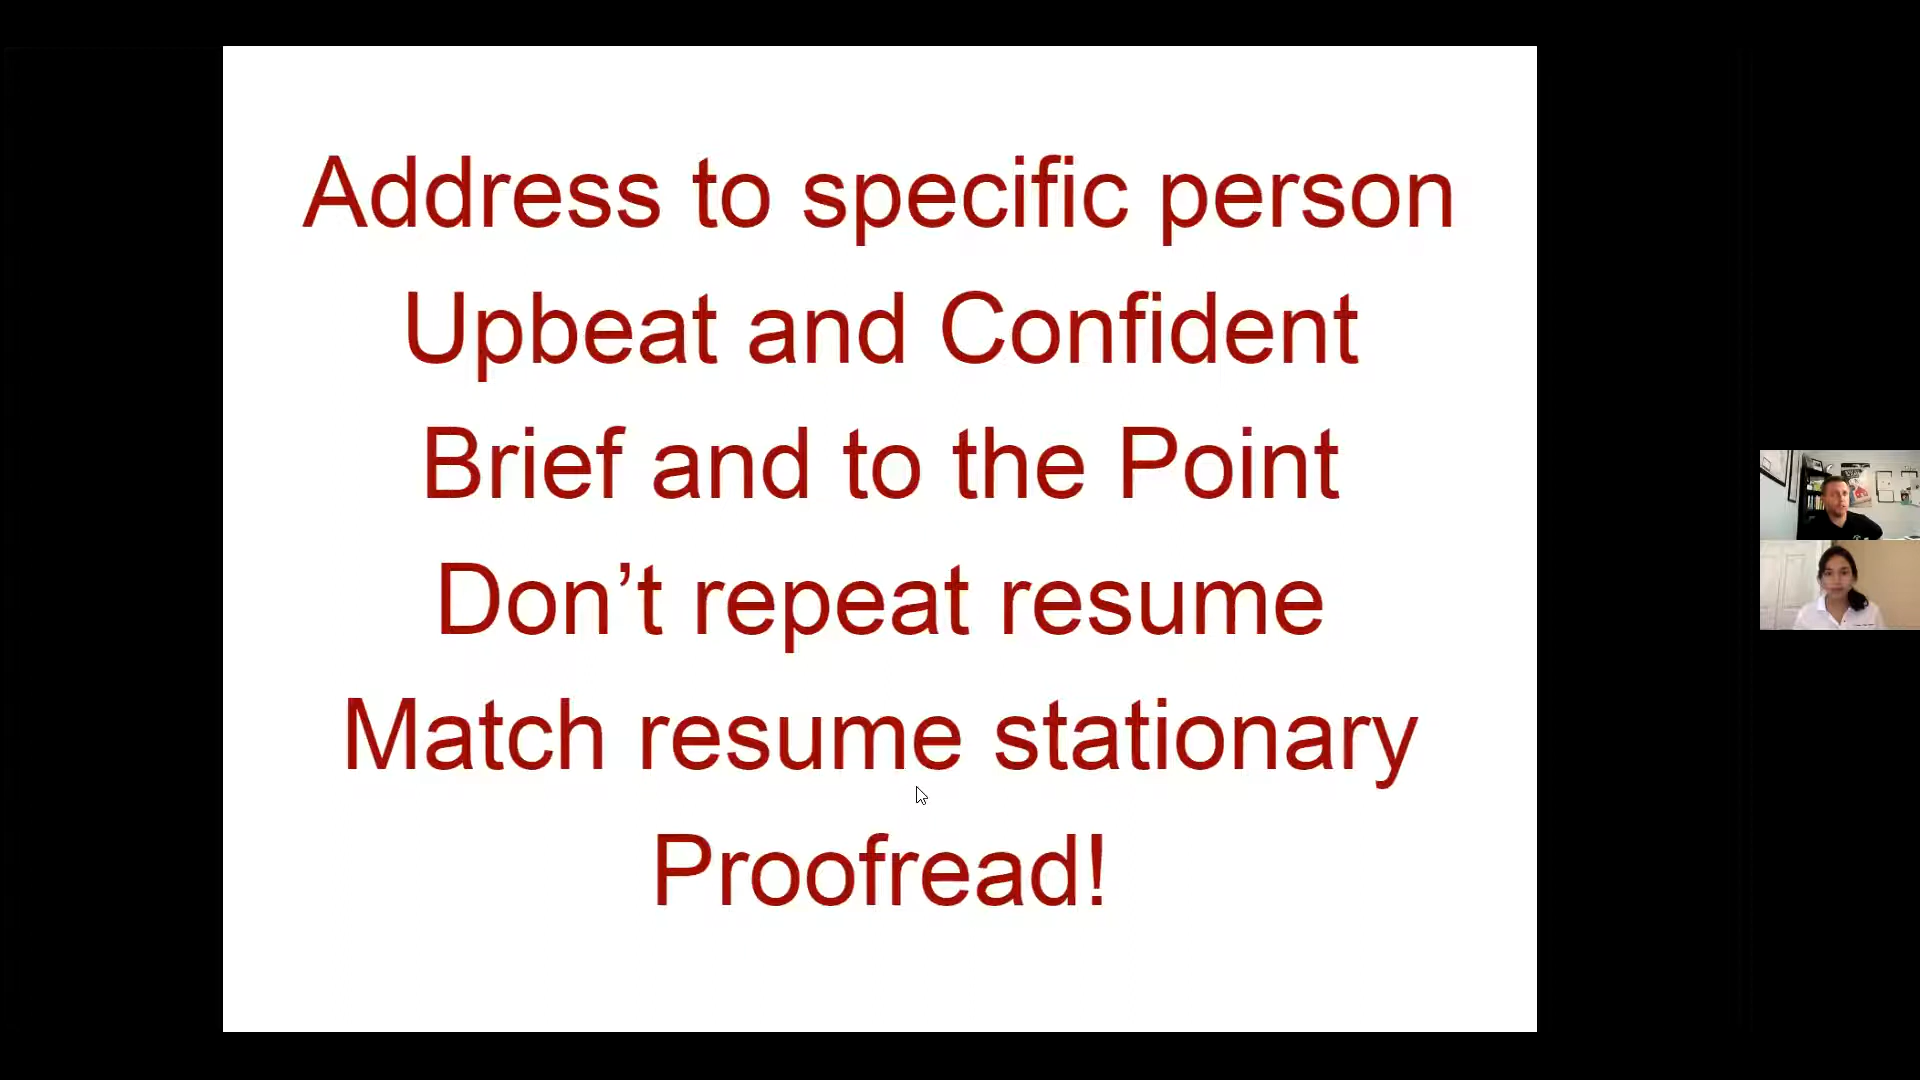 Address to specific person
Upbeat and Confident
Brief and to the Point
Don’t repeat resume
Match resume stationary
Proofread!